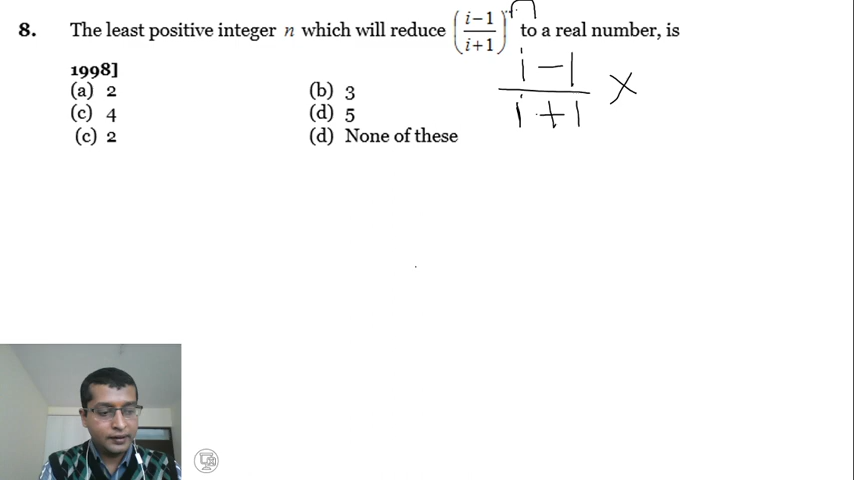 8. The least positive integer n which will reduce ((i−1)/(i+1))^n to a real number, is
1998]
(a) 2 (b) 3
(c) 4 (d) 5
(c) 2 (d) None of these
i − 1
i + 1 ×